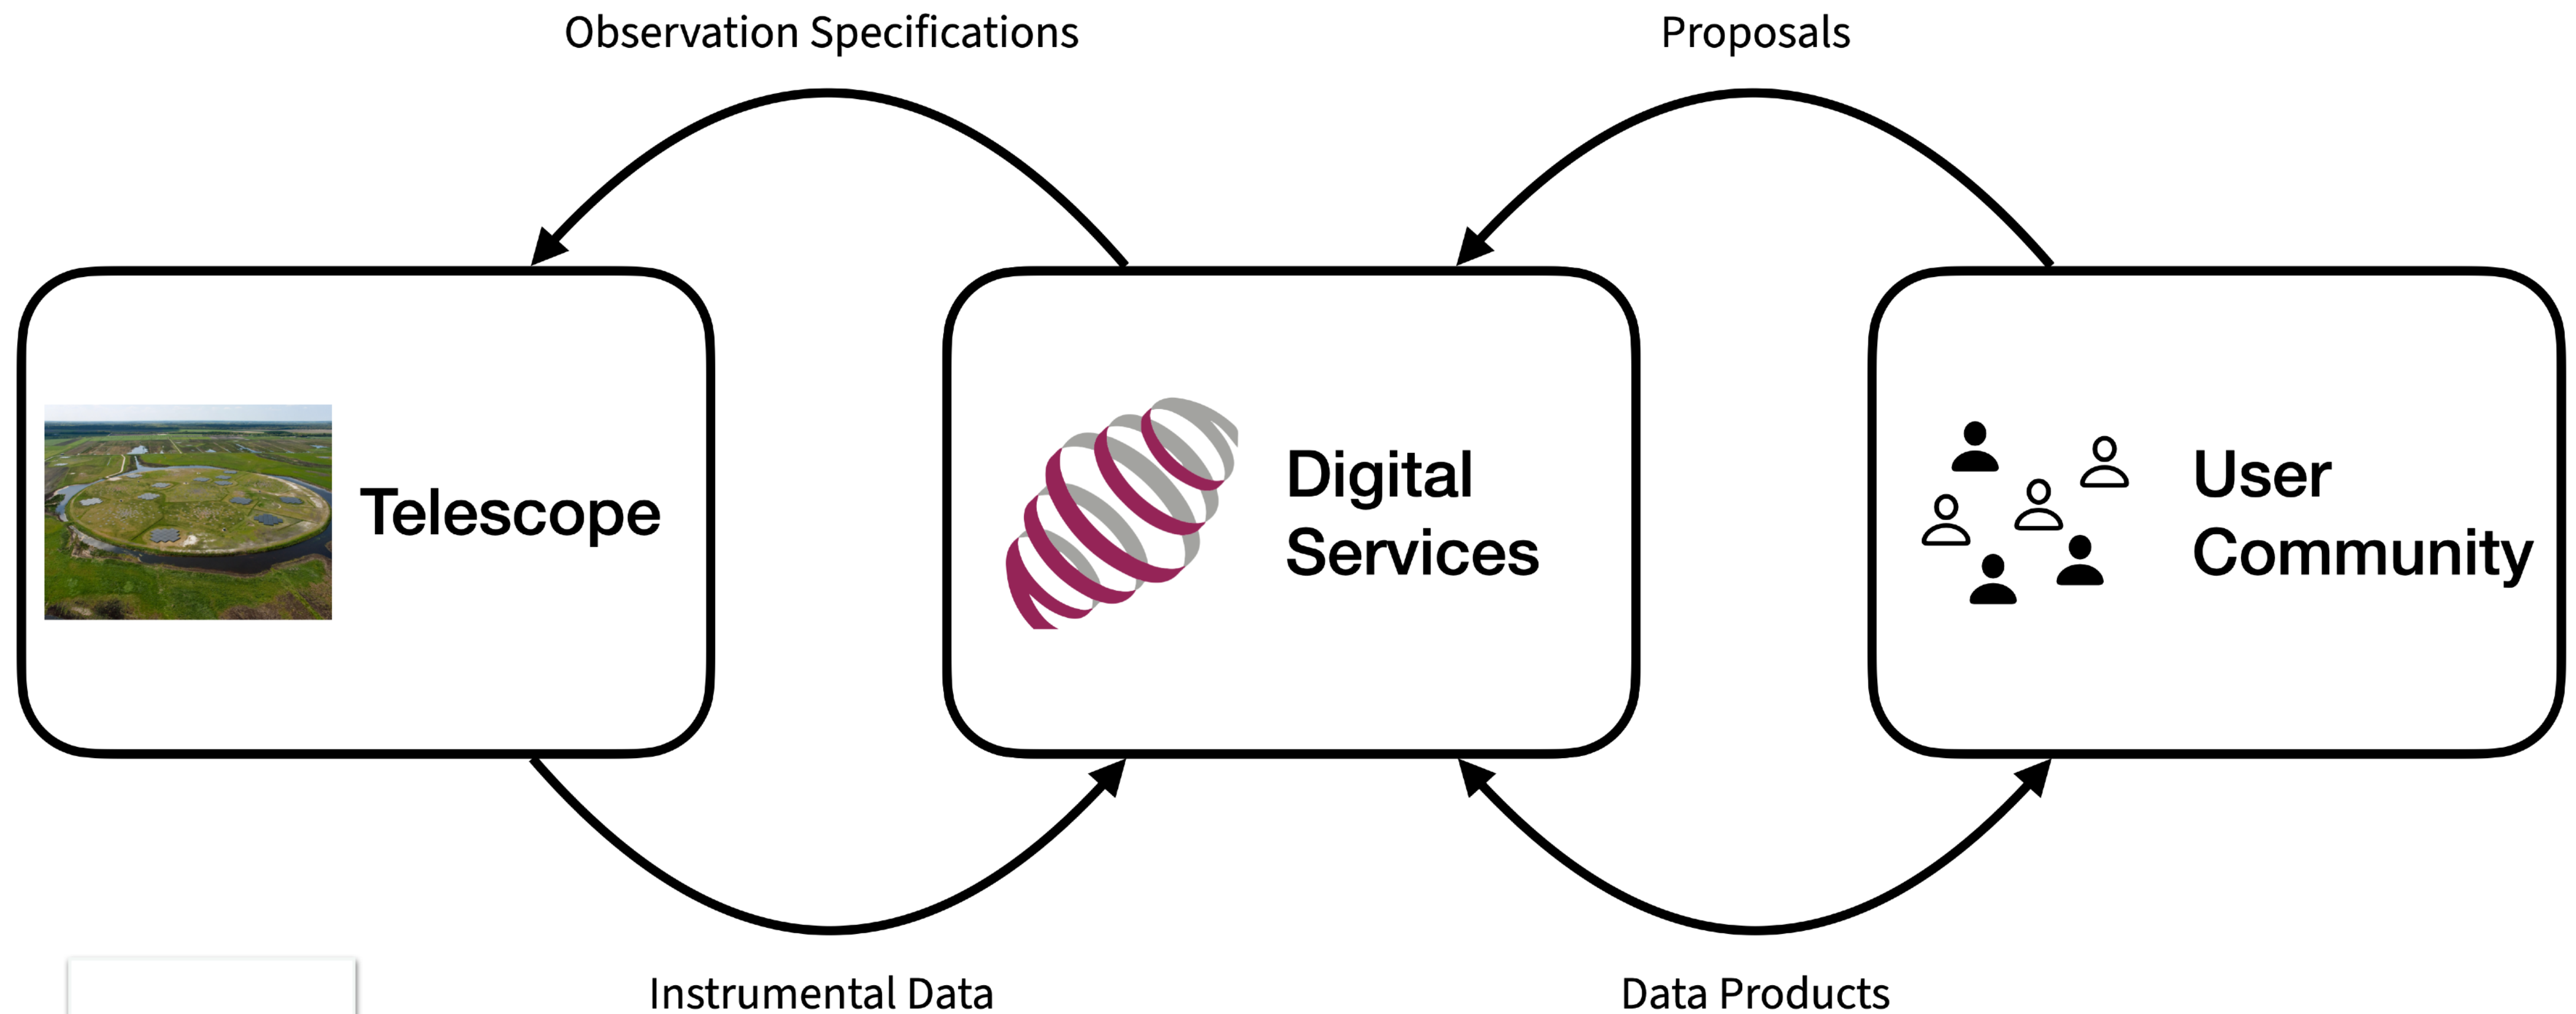 Observation Specifications
Proposals
Telescope
Digital
Services
User
Community
Instrumental Data
Data Products